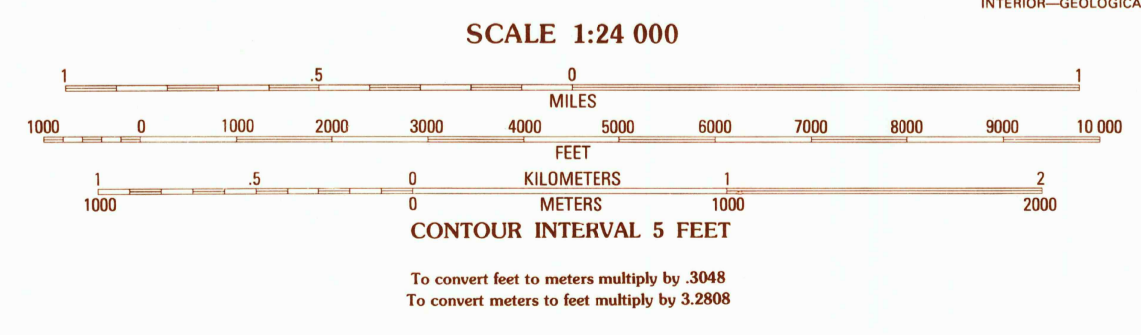 INTERIOR—GEOLOGICA
SCALE 1:24 000
1 .5 0 1
MILES
1000 0 1000 2000 3000 4000 5000 6000 7000 8000 9000 10 000
FEET
1 .5 0 KILOMETERS 1 2
1000 0 METERS 1000 2000
CONTOUR INTERVAL 5 FEET
To convert feet to meters multiply by .3048
To convert meters to feet multiply by 3.2808